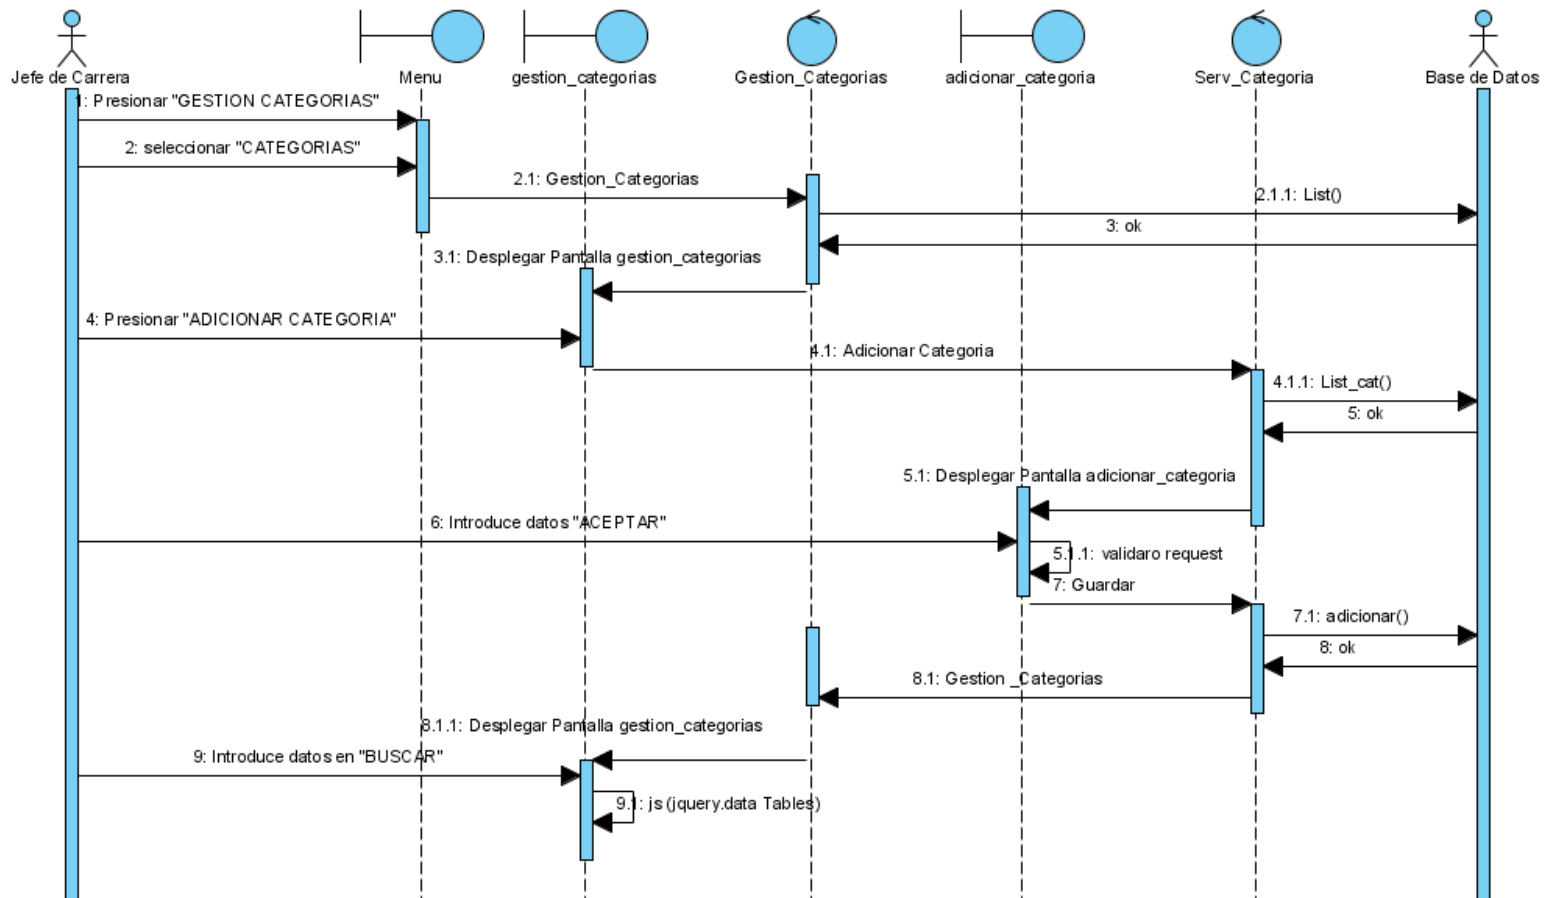 Jefe de Carrera
Menu
gestion_categorias
Gestion_Categorias
adicionar_categoria
Serv_Categoria
Base de Datos
1: Presionar "GESTION CATEGORIAS"
2: seleccionar "CATEGORIAS"
2.1: Gestion_Categorias
2.1.1: List()
3: ok
3.1: Desplegar Pantalla gestion_categorias
4: Presionar "ADICIONAR CATEGORIA"
4.1: Adicionar Categoria
4.1.1: List_cat()
5: ok
5.1: Desplegar Pantalla adicionar_categoria
6: Introduce datos "ACEPTAR"
5.1.1: validaro request
7: Guardar
7.1: adicionar()
8: ok
8.1: Gestion _Categorias
8.1.1: Desplegar Pantalla gestion_categorias
9: Introduce datos en "BUSCAR"
9.1: js (jquery.data Tables)